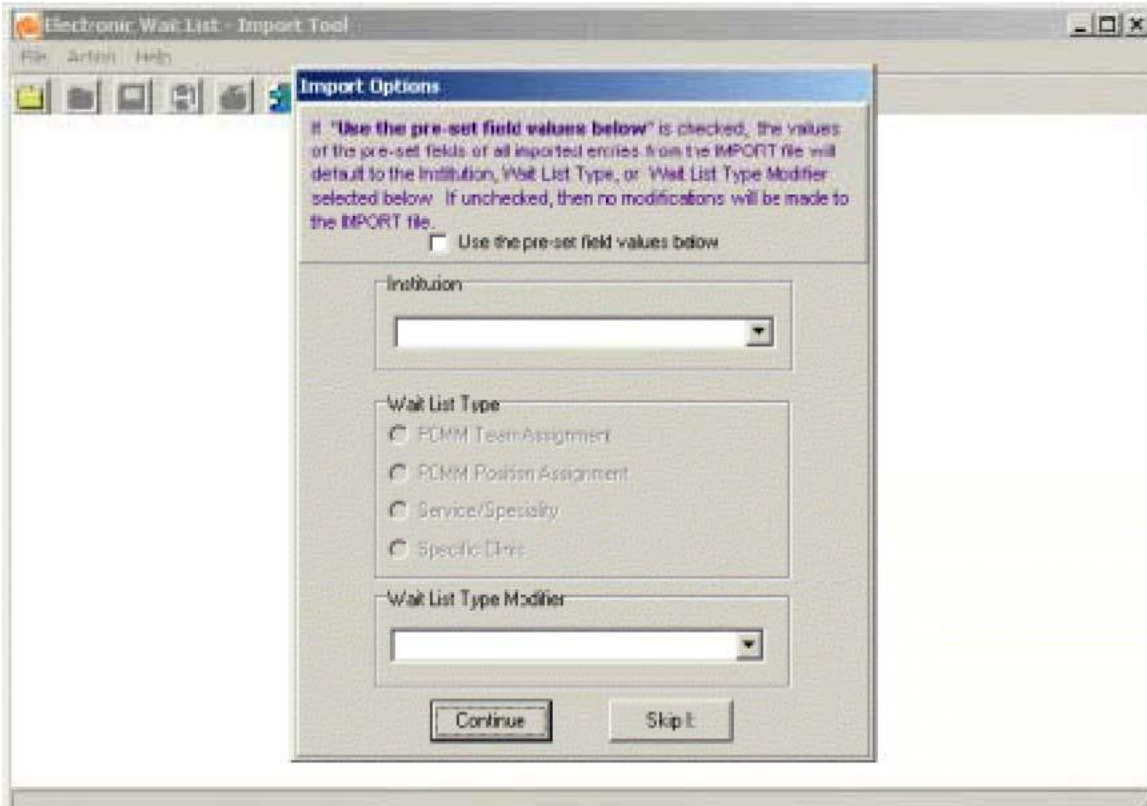 Electronic Wait List - Import Tool
File Action Help
Import Options
If "Use the pre-set field values below" is checked, the values
of the pre-set fields of all imported entries from the IMPORT file will
default to the Institution, Wait List Type, or Wait List Type Modifier
selected below. If unchecked, then no modifications will be made to
the IMPORT file.
Use the pre-set field values below
Institution
Wait List Type
PCMM Team Assignment
PCMM Position Assignment
Service/Speciality
Specific Clinic
Wait List Type Modifier
Continue Skip It